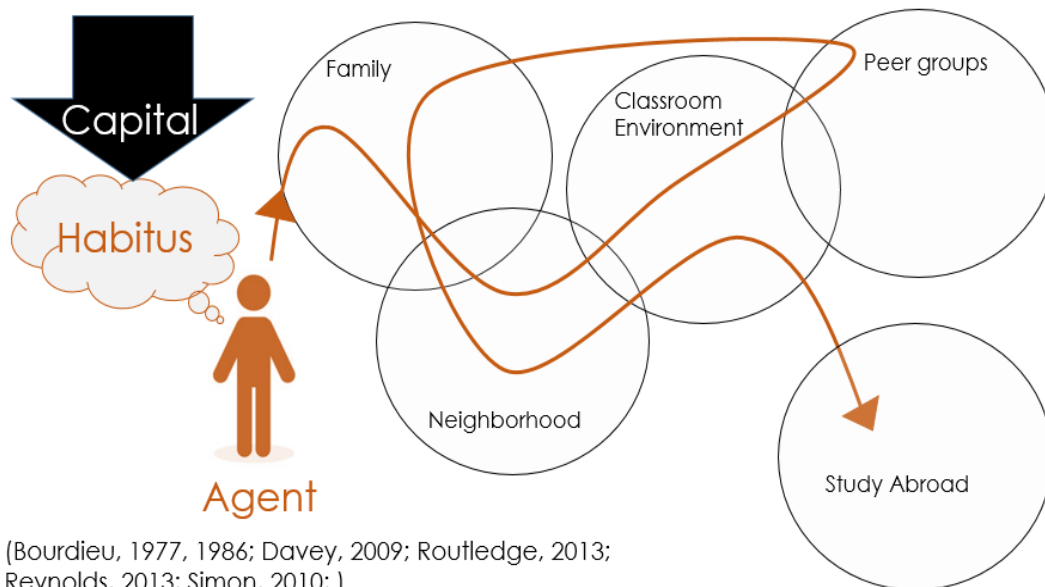 Capital
Habitus
Agent
Family
Classroom
Environment
Peer groups
Neighborhood
Study Abroad
(Bourdieu, 1977, 1986; Davey, 2009; Routledge, 2013;
Reynolds, 2013; Simon, 2010; )